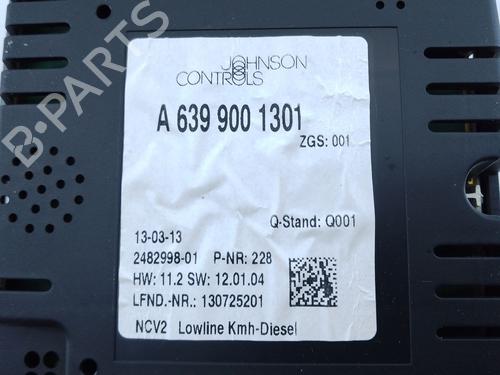 JOHNSON
CONTROLS
A 639 900 1301
ZGS: 001
Q-Stand: Q001
13-03-13
2482998-01 P-NR: 228
HW: 11.2 SW: 12.01.04
LFND.-NR.: 130725201
NCV2 Lowline Kmh-Diesel
B-PARTS